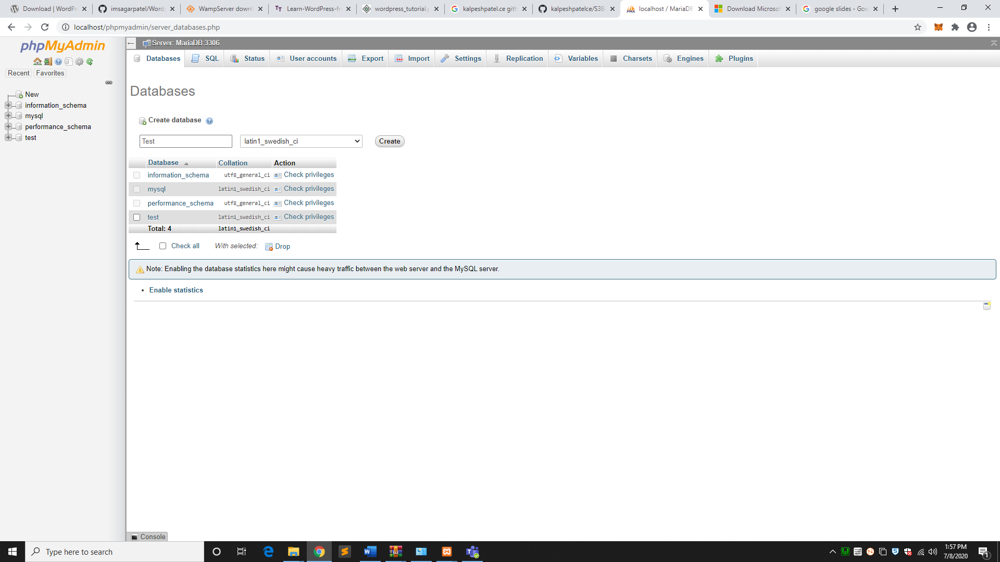 Download | WordPr
imsagarpatel/Word
WampServer downl
Learn-WordPress-fr
wordpress_tutorial.p
kalpeshpatel.ce gith
kalpeshpatelce/S3B
localhost / MariaDB
Download Microsof
google slides - Goo
localhost/phpmyadmin/server_databases.php
phpMyAdmin
Recent
Favorites
New
information_schema
mysql
performance_schema
test
Server: MariaDB:3306
Databases
SQL
Status
User accounts
Export
Import
Settings
Replication
Variables
Charsets
Engines
Plugins
Databases
Create database
Test
latin1_swedish_ci
Create
Database Collation Action
information_schema utf8_general_ci Check privileges
mysql latin1_swedish_ci Check privileges
performance_schema utf8_general_ci Check privileges
test latin1_swedish_ci Check privileges
Total: 4 latin1_swedish_ci
Check all With selected: Drop
Note: Enabling the database statistics here might cause heavy traffic between the web server and the MySQL server.
Enable statistics
Console
Type here to search
1:57 PM
7/8/2020
1